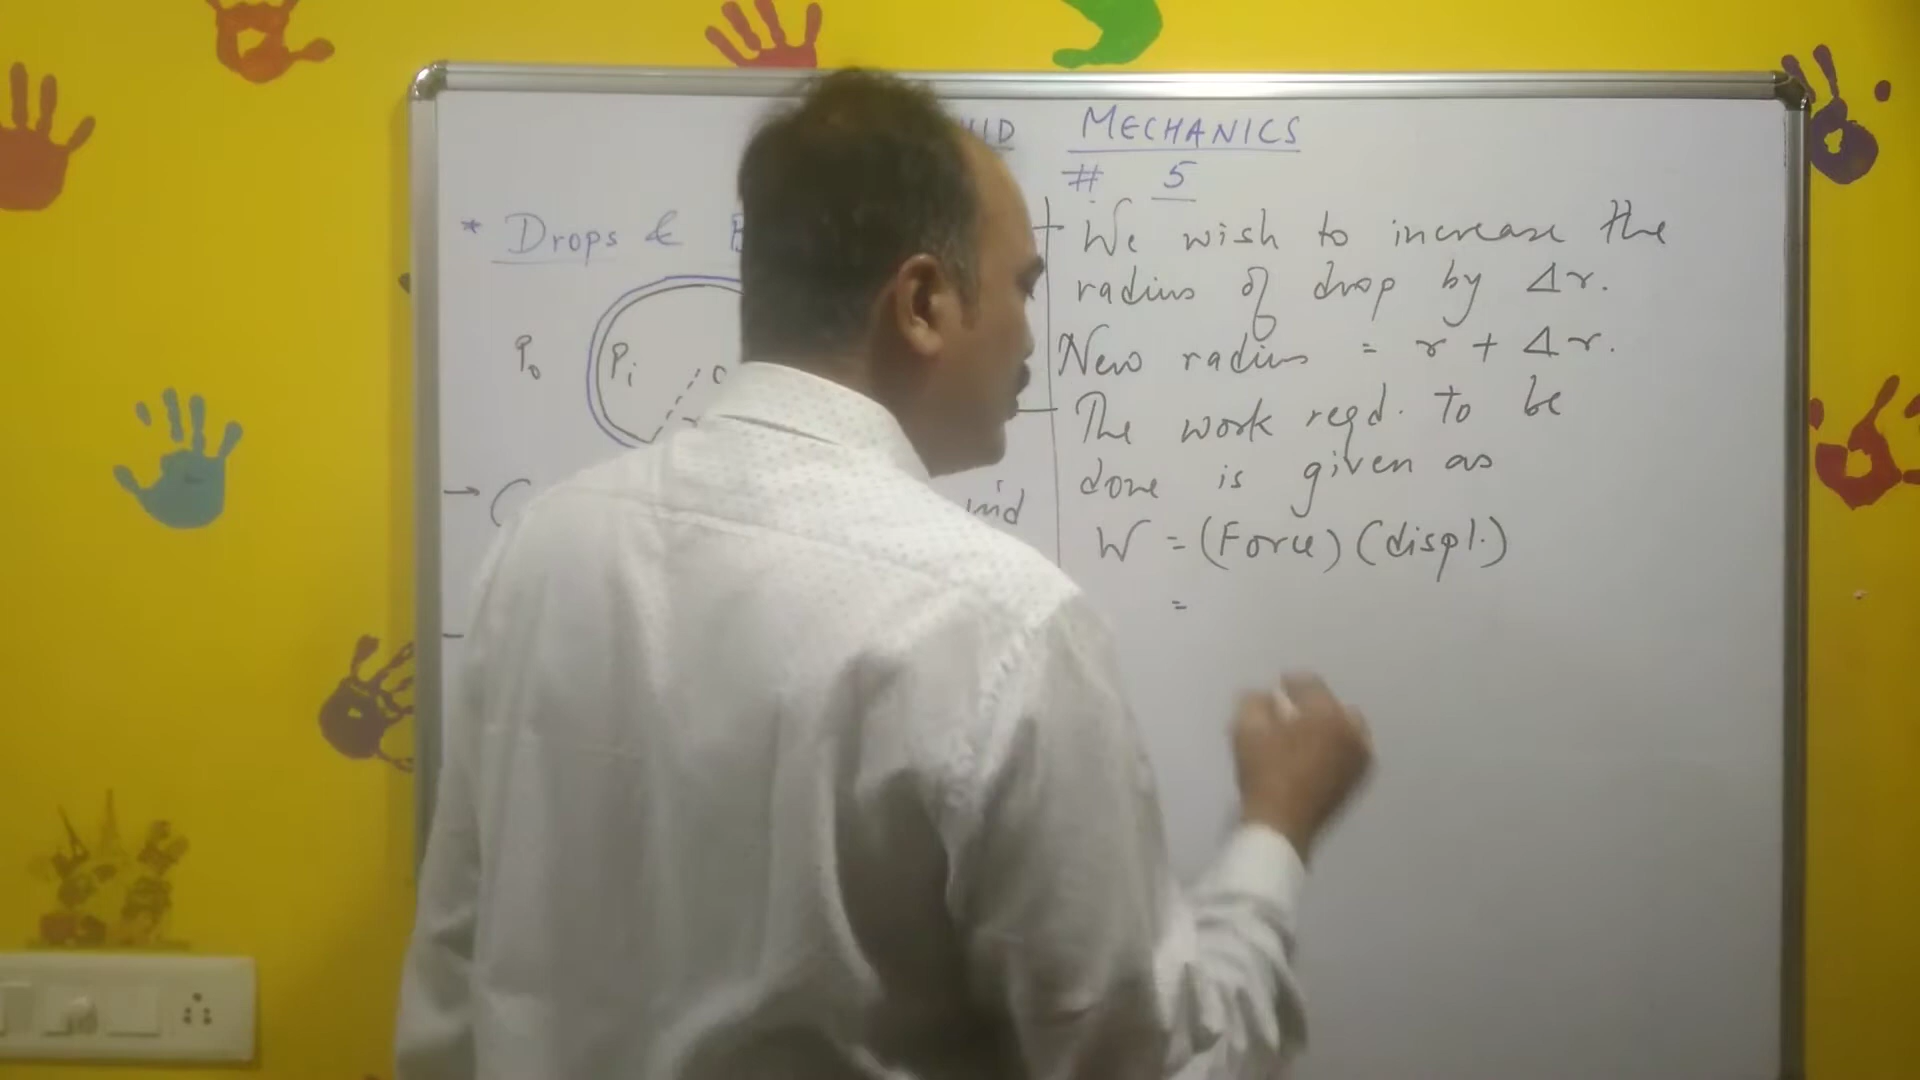 MECHANICS
# 5
* Drops &
P₀ Pᵢ
We wish to increase the
radius of drop by Δr.
New radius = r + Δr.
The work reqd. to be
done is given as
W = (Force) (displ.)
=